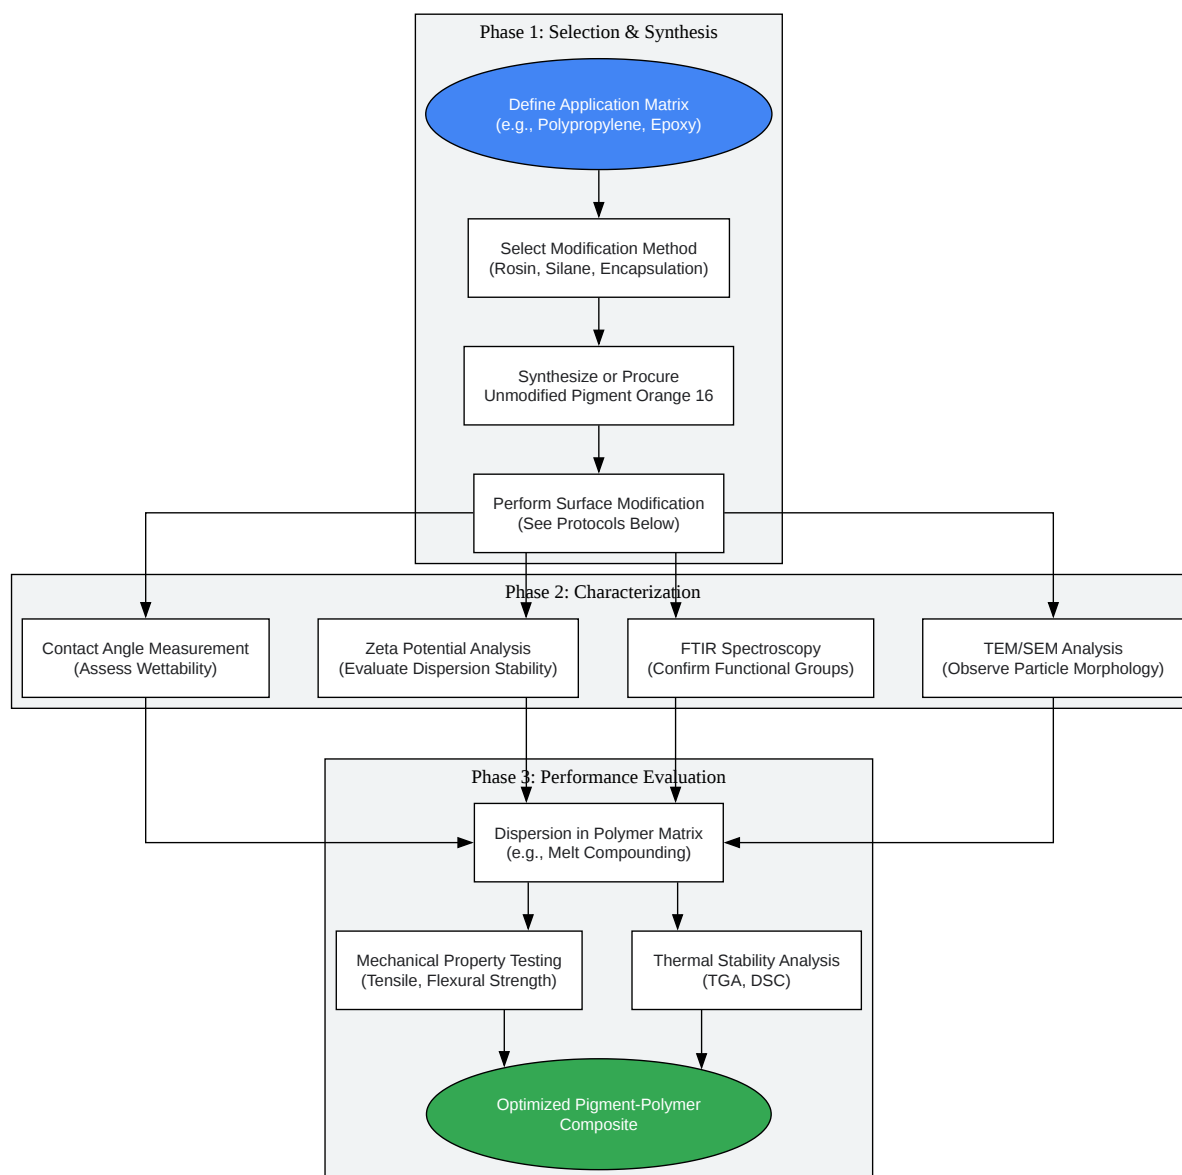 Phase 1: Selection & Synthesis
Define Application Matrix
(e.g., Polypropylene, Epoxy)
Select Modification Method
(Rosin, Silane, Encapsulation)
Synthesize or Procure
Unmodified Pigment Orange 16
Perform Surface Modification
(See Protocols Below)
Phase 2: Characterization
Contact Angle Measurement
(Assess Wettability)
Zeta Potential Analysis
(Evaluate Dispersion Stability)
FTIR Spectroscopy
(Confirm Functional Groups)
TEM/SEM Analysis
(Observe Particle Morphology)
Phase 3: Performance Evaluation
Dispersion in Polymer Matrix
(e.g., Melt Compounding)
Mechanical Property Testing
(Tensile, Flexural Strength)
Thermal Stability Analysis
(TGA, DSC)
Optimized Pigment-Polymer
Composite